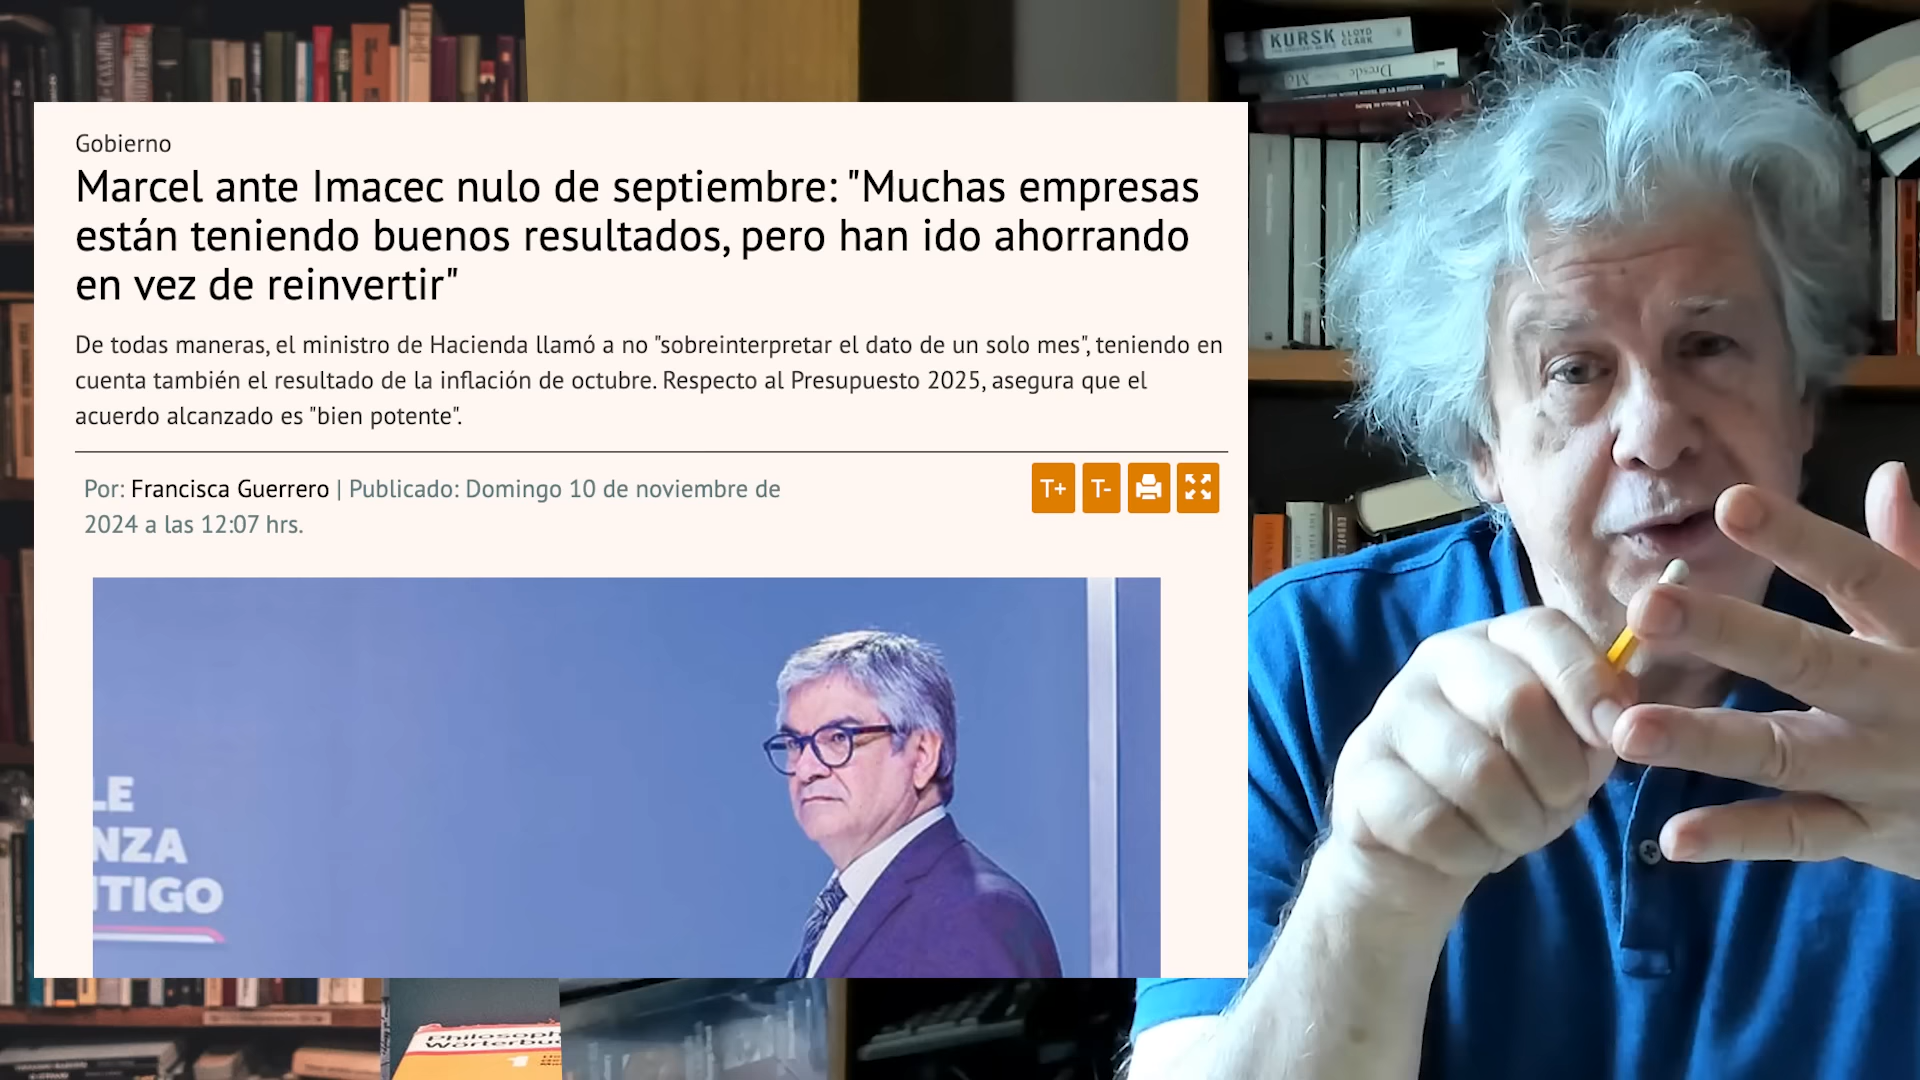 KURSK LLOYD
CLARK
Gobierno
Marcel ante Imacec nulo de septiembre: "Muchas empresas
están teniendo buenos resultados, pero han ido ahorrando
en vez de reinvertir"
De todas maneras, el ministro de Hacienda llamó a no "sobreinterpretar el dato de un solo mes", teniendo en
cuenta también el resultado de la inflación de octubre. Respecto al Presupuesto 2025, asegura que el
acuerdo alcanzado es "bien potente".
Por: Francisca Guerrero | Publicado: Domingo 10 de noviembre de
2024 a las 12:07 hrs.
T+ T-
LE
NZA
NTIGO
Philosoph
Wörterbuc